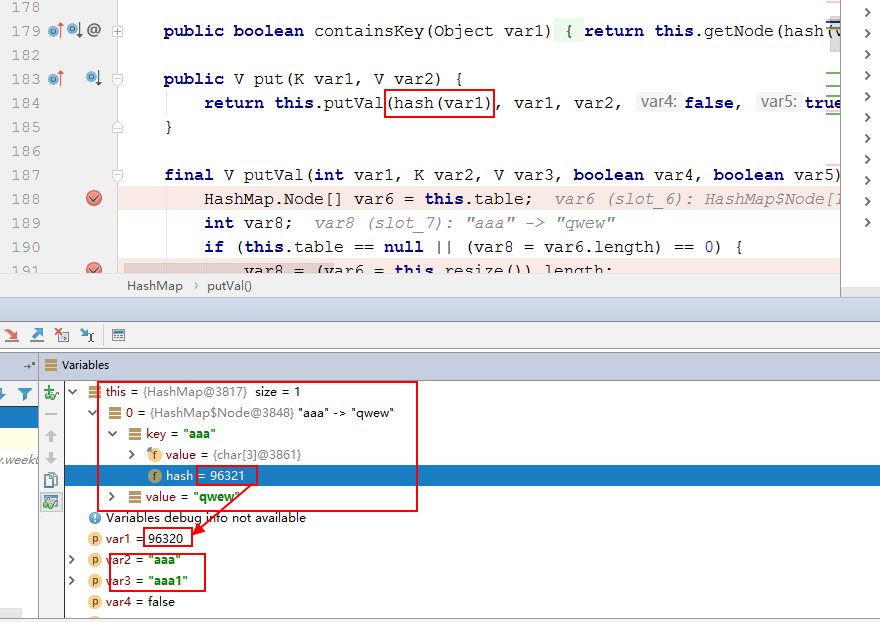 178
179 @ public boolean containsKey(Object var1) { return this.getNode(hash(v
182
183 public V put(K var1, V var2) {
184 return this.putVal(hash(var1), var1, var2, var4: false, var5: true
185 }
186
187 final V putVal(int var1, K var2, V var3, boolean var4, boolean var5)
188 HashMap.Node[] var6 = this.table; var6 (slot_6): HashMap$Node[1
189 int var8; var8 (slot_7): "aaa" -> "qwew"
190 if (this.table == null || (var8 = var6.length) == 0) {
191 var8 = (var6 = this.resize()).length;
HashMap › putVal()
Variables
this = {HashMap@3817} size = 1
0 = {HashMap$Node@3848} "aaa" -> "qwew"
key = "aaa"
value = {char[3]@3861}
hash = 96321
value = "qwew"
Variables debug info not available
var1 = 96320
var2 = "aaa"
var3 = "aaa1"
var4 = false